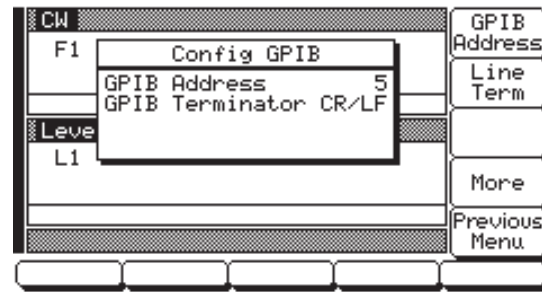 CW
F1
Config GPIB
GPIB Address 5
GPIB Terminator CR/LF
Leve
L1
GPIB
Address
Line
Term
More
Previous
Menu